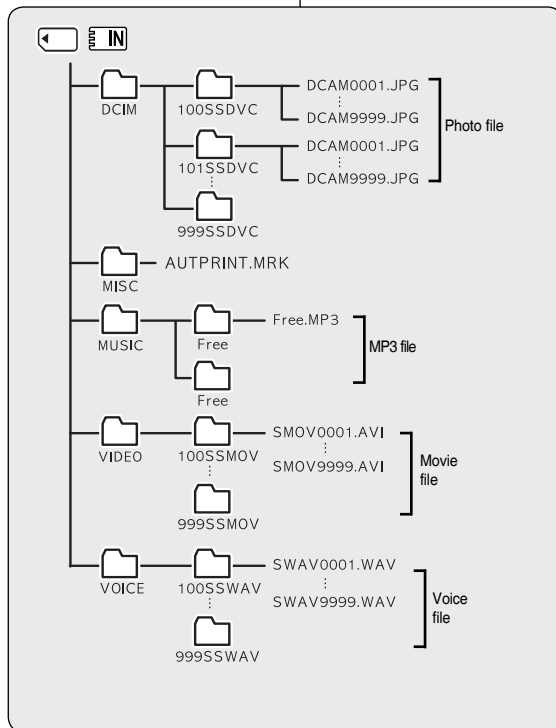 IN
DCIM
100SSDVC
DCAM0001.JPG
DCAM9999.JPG
Photo file
101SSDVC
DCAM0001.JPG
DCAM9999.JPG
999SSDVC
MISC
AUTPRINT.MRK
MUSIC
Free
Free.MP3
MP3 file
Free
VIDEO
100SSMOV
SMOV0001.AVI
SMOV9999.AVI
Movie
file
999SSMOV
VOICE
100SSWAV
SWAV0001.WAV
SWAV9999.WAV
Voice
file
999SSWAV